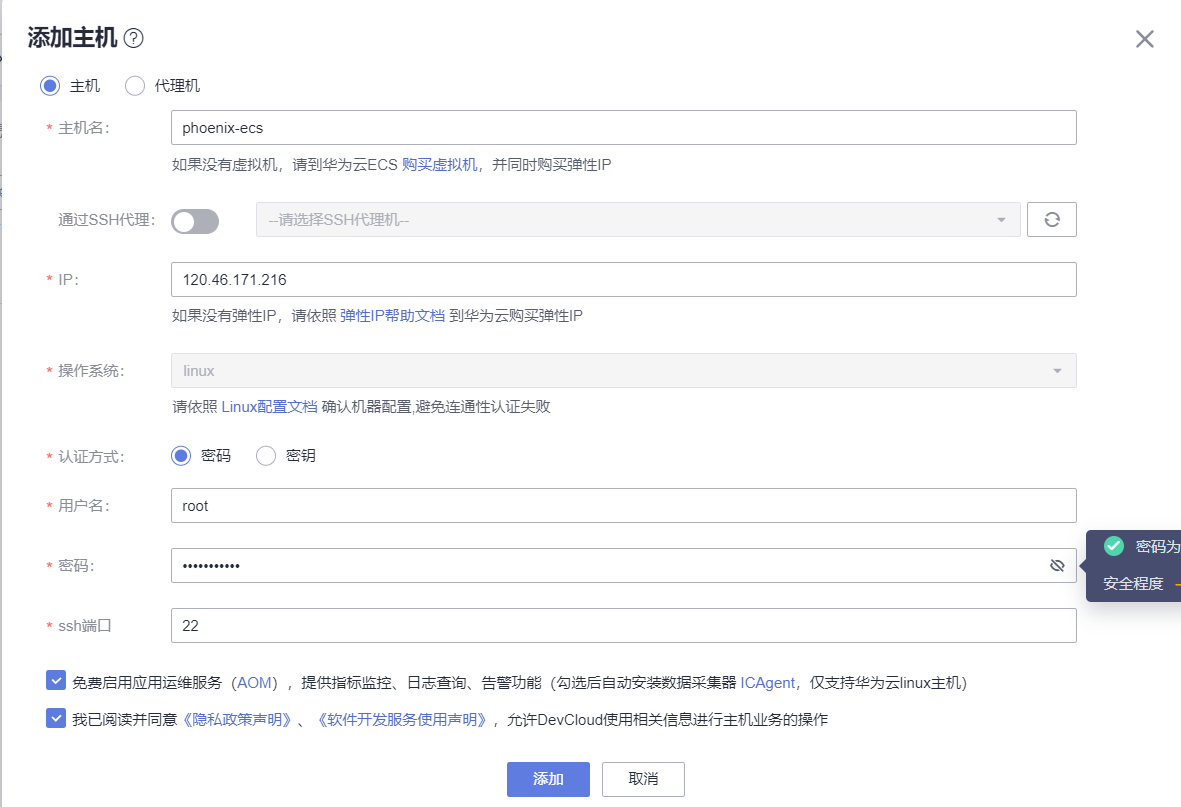 添加主机 ?
主机 代理机
* 主机名: phoenix-ecs
如果没有虚拟机，请到华为云ECS 购买虚拟机，并同时购买弹性IP
通过SSH代理: --请选择SSH代理机--
* IP: 120.46.171.216
如果没有弹性IP，请依照 弹性IP帮助文档 到华为云购买弹性IP
* 操作系统: linux
请依照 Linux配置文档 确认机器配置,避免连通性认证失败
* 认证方式: 密码 密钥
* 用户名: root
* 密码: •••••••••••
密码为
安全程度
* ssh端口 22
免费启用应用运维服务（AOM），提供指标监控、日志查询、告警功能（勾选后自动安装数据采集器 ICAgent，仅支持华为云linux主机）
我已阅读并同意《隐私政策声明》、《软件开发服务使用声明》，允许DevCloud使用相关信息进行主机业务的操作
添加 取消